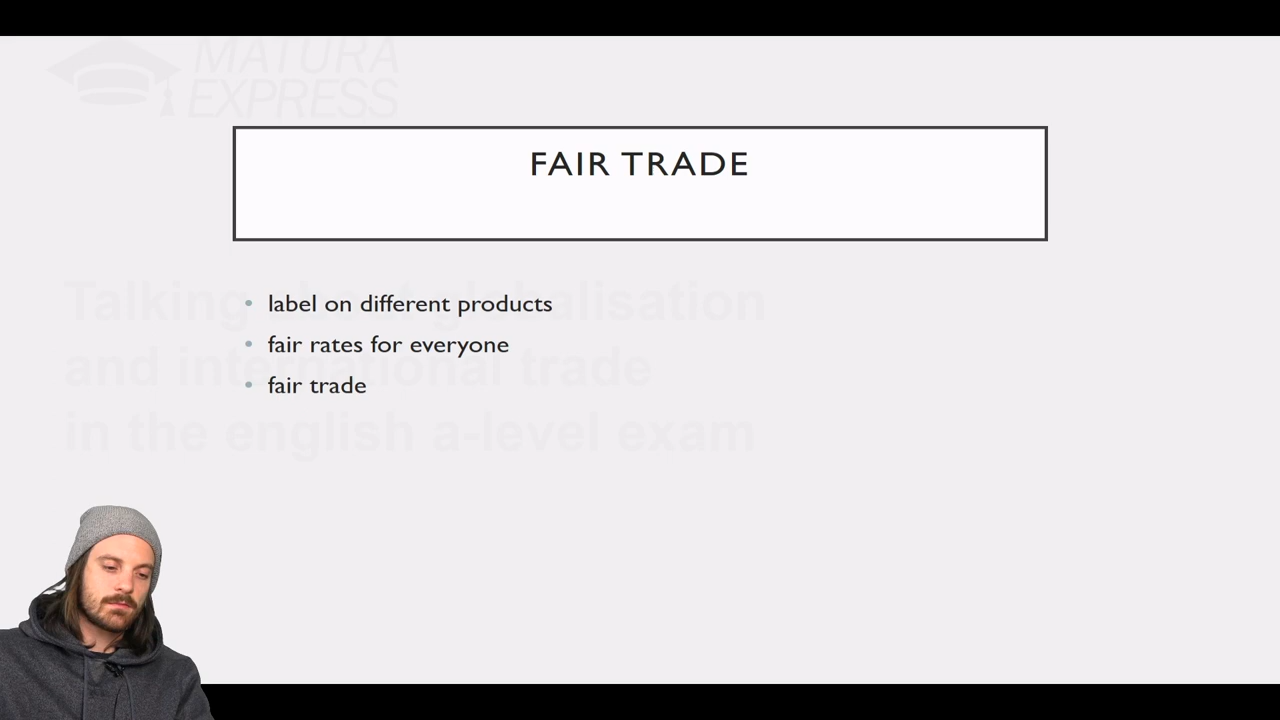 MATURA
EXPRESS
FAIR TRADE
Talking about globalisation
and international trade
in the english a-level exam
• label on different products
• fair rates for everyone
• fair trade